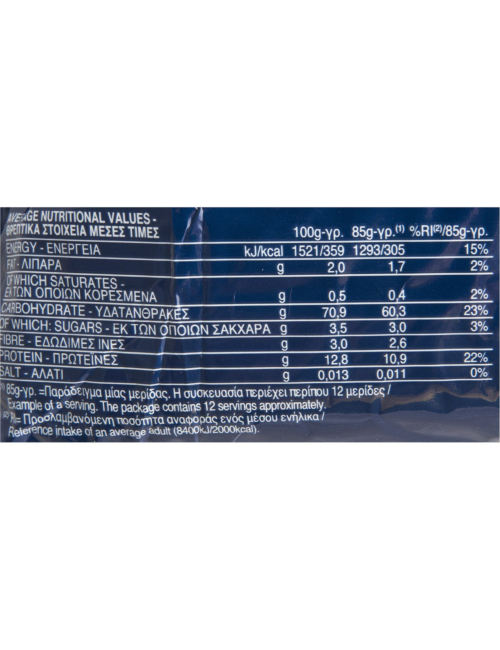 AVERAGE NUTRITIONAL VALUES -
ΘΡΕΠΤΙΚΑ ΣΤΟΙΧΕΙΑ ΜΕΣΕΣ ΤΙΜΕΣ 100g-γρ. 85g-γρ.(1) %RI(2)/85g-γρ.
ENERGY - ΕΝΕΡΓΕΙΑ kJ/kcal 1521/359 1293/305 15%
FAT - ΛΙΠΑΡΑ g 2,0 1,7 2%
OF WHICH SATURATES -
ΕΚ ΤΩΝ ΟΠΟΙΩΝ ΚΟΡΕΣΜΕΝΑ g 0,5 0,4 2%
CARBOHYDRATE - ΥΔΑΤΑΝΘΡΑΚΕΣ g 70,9 60,3 23%
OF WHICH: SUGARS - ΕΚ ΤΩΝ ΟΠΟΙΩΝ ΣΑΚΧΑΡΑ g 3,5 3,0 3%
FIBRE - ΕΔΩΔΙΜΕΣ ΙΝΕΣ g 3,0 2,6
PROTEIN - ΠΡΩΤΕΪΝΕΣ g 12,8 10,9 22%
SALT - ΑΛΑΤΙ g 0,013 0,011 0%
85g-γρ. =Παράδειγμα μίας μερίδας. Η συσκευασία περιέχει περίπου 12 μερίδες /
Example of a serving. The package contains 12 servings approximately.
Προσλαμβανόμενη ποσότητα αναφοράς ενός μέσου ενήλικα /
Reference intake of an average adult (8400kJ/2000kcal).